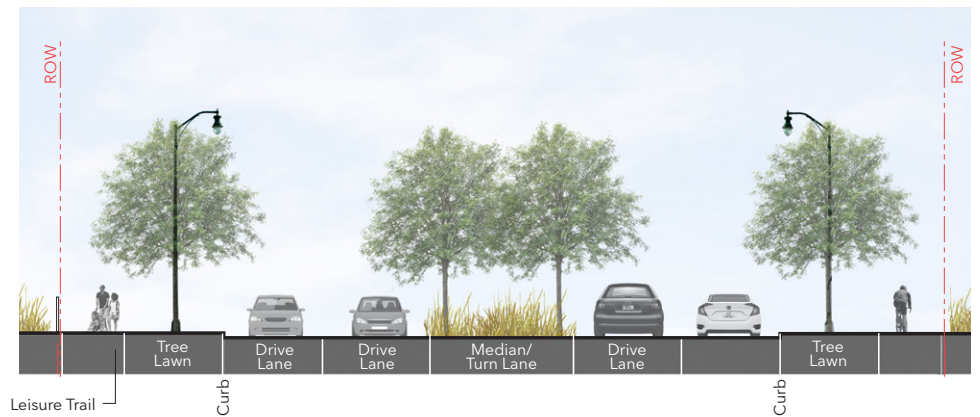 ROW
ROW
Tree
Lawn
Drive
Lane
Drive
Lane
Median/
Turn Lane
Drive
Lane
Tree
Lawn
Leisure Trail
Curb
Curb